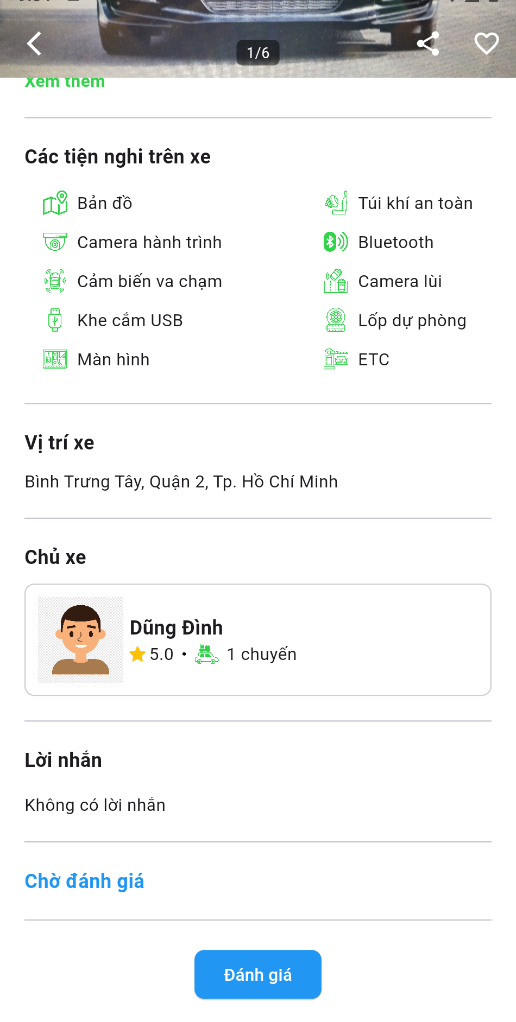 1/6
Xem thêm
Các tiện nghi trên xe
Bản đồ
Túi khí an toàn
Camera hành trình
Bluetooth
Cảm biến va chạm
Camera lùi
Khe cắm USB
Lốp dự phòng
Màn hình
ETC
Vị trí xe
Bình Trưng Tây, Quận 2, Tp. Hồ Chí Minh
Chủ xe
Dũng Đình
5.0 • 1 chuyến
Lời nhắn
Không có lời nhắn
Chờ đánh giá
Đánh giá